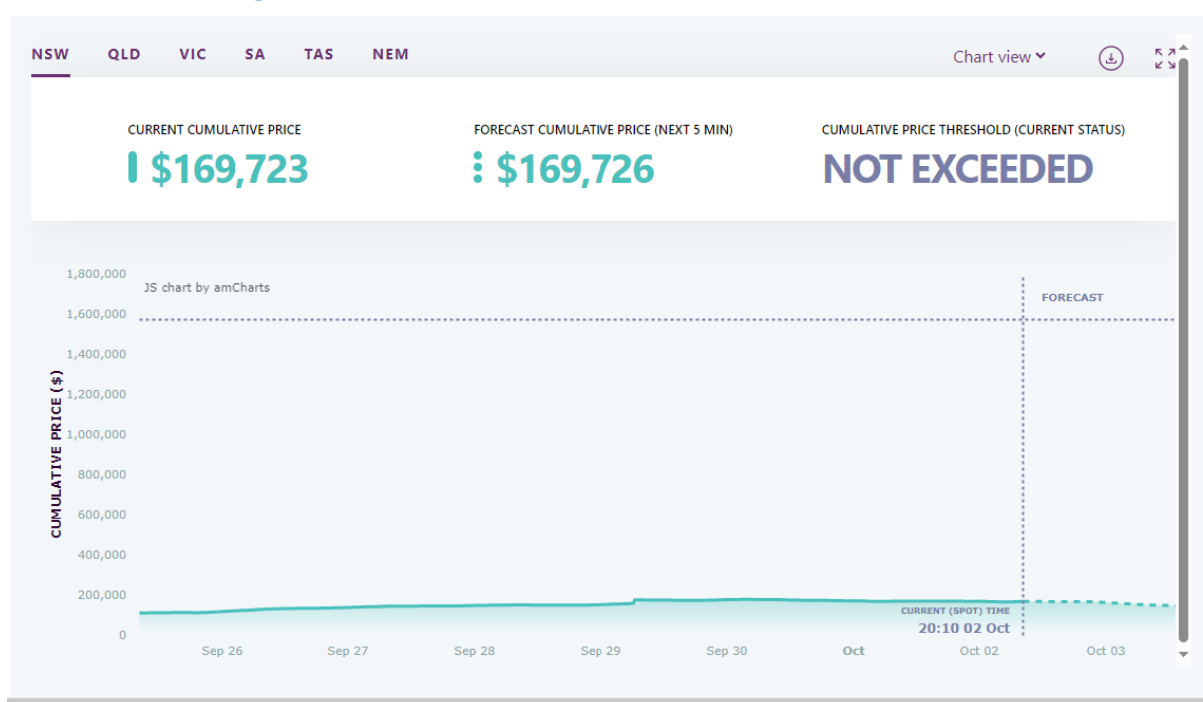 NSW QLD VIC SA TAS NEM Chart view
CURRENT CUMULATIVE PRICE FORECAST CUMULATIVE PRICE (NEXT 5 MIN) CUMULATIVE PRICE THRESHOLD (CURRENT STATUS)
$169,723 $169,726 NOT EXCEEDED
CUMULATIVE PRICE ($)
1,800,000
JS chart by amCharts
FORECAST
1,600,000
1,400,000
1,200,000
1,000,000
800,000
600,000
400,000
200,000
CURRENT (SPOT) TIME
20:10 02 Oct
0
Sep 26 Sep 27 Sep 28 Sep 29 Sep 30 Oct Oct 02 Oct 03